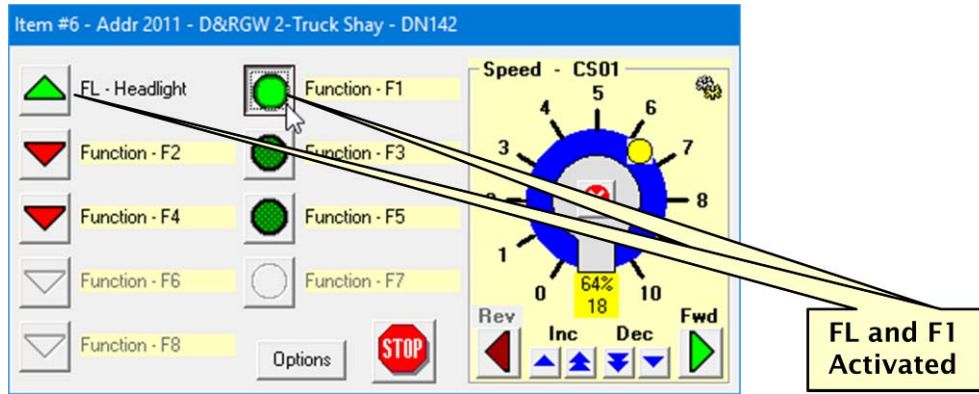 Item #6 - Addr 2011 - D&RGW 2-Truck Shay - DN142
FL - Headlight
Function - F1
Function - F2
Function - F3
Function - F4
Function - F5
Function - F6
Function - F7
Function - F8
Options
STOP
Speed - CS01
0
1
2
3
4
5
6
7
8
10
64%
18
Rev
Inc
Dec
Fwd
FL and F1
Activated